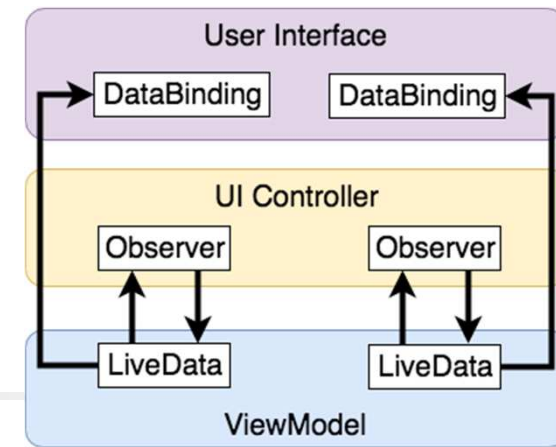 User Interface
DataBinding
DataBinding
UI Controller
Observer
Observer
LiveData
LiveData
ViewModel